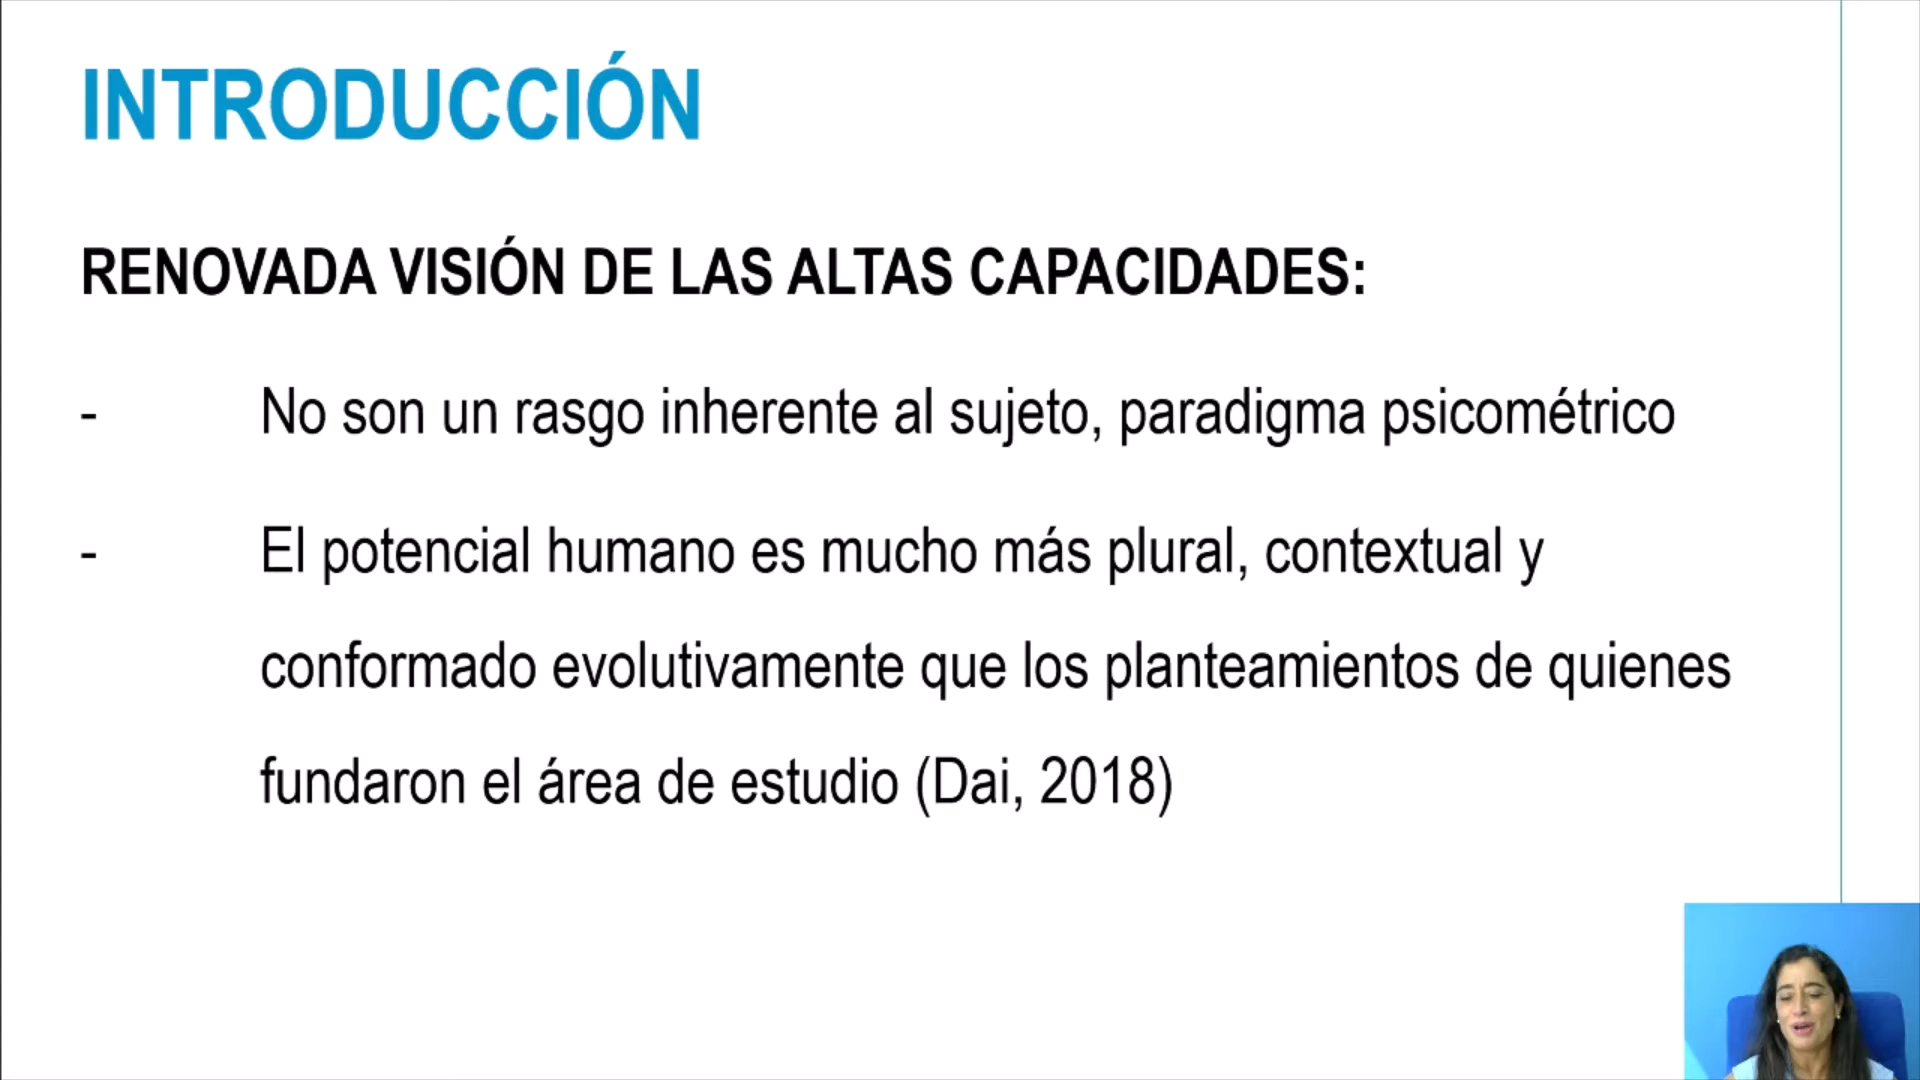 INTRODUCCIÓN
RENOVADA VISIÓN DE LAS ALTAS CAPACIDADES:
- No son un rasgo inherente al sujeto, paradigma psicométrico
- El potencial humano es mucho más plural, contextual y
conformado evolutivamente que los planteamientos de quienes
fundaron el área de estudio (Dai, 2018)